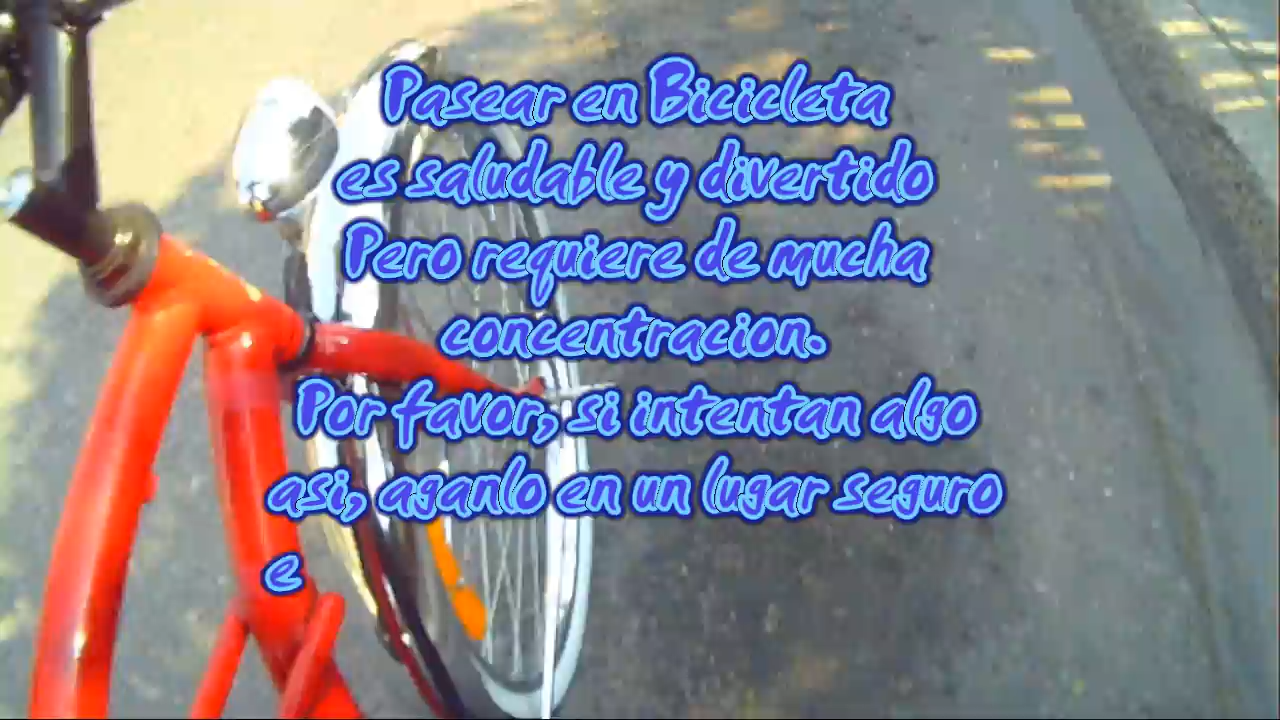 Pasear en Bicicleta
es saludable y divertido
Pero requiere de mucha
concentracion.
Por favor, si intentan algo
asi, aganlo en un lugar seguro
e